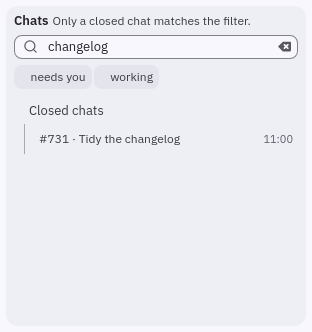 Chats Only a closed chat matches the filter.
changelog
needs you working
Closed chats
#731 · Tidy the changelog 11:00